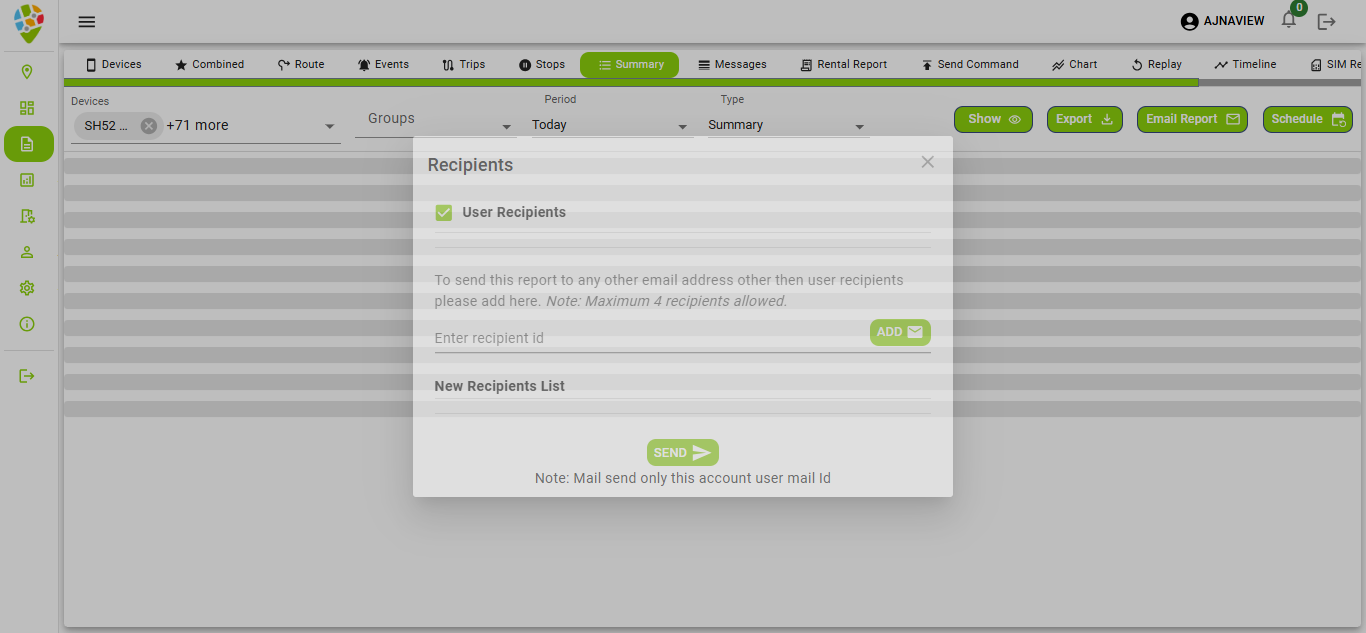 AJNAVIEW 0
Devices Combined Route Events Trips Stops Summary Messages Rental Report Send Command Chart Replay Timeline SIM Re
Devices Period Type
SH52 ... +71 more Groups Today Summary Show Export Email Report Schedule
Recipients
User Recipients
To send this report to any other email address other then user recipients
please add here. Note: Maximum 4 recipients allowed.
Enter recipient id ADD
New Recipients List
SEND
Note: Mail send only this account user mail Id